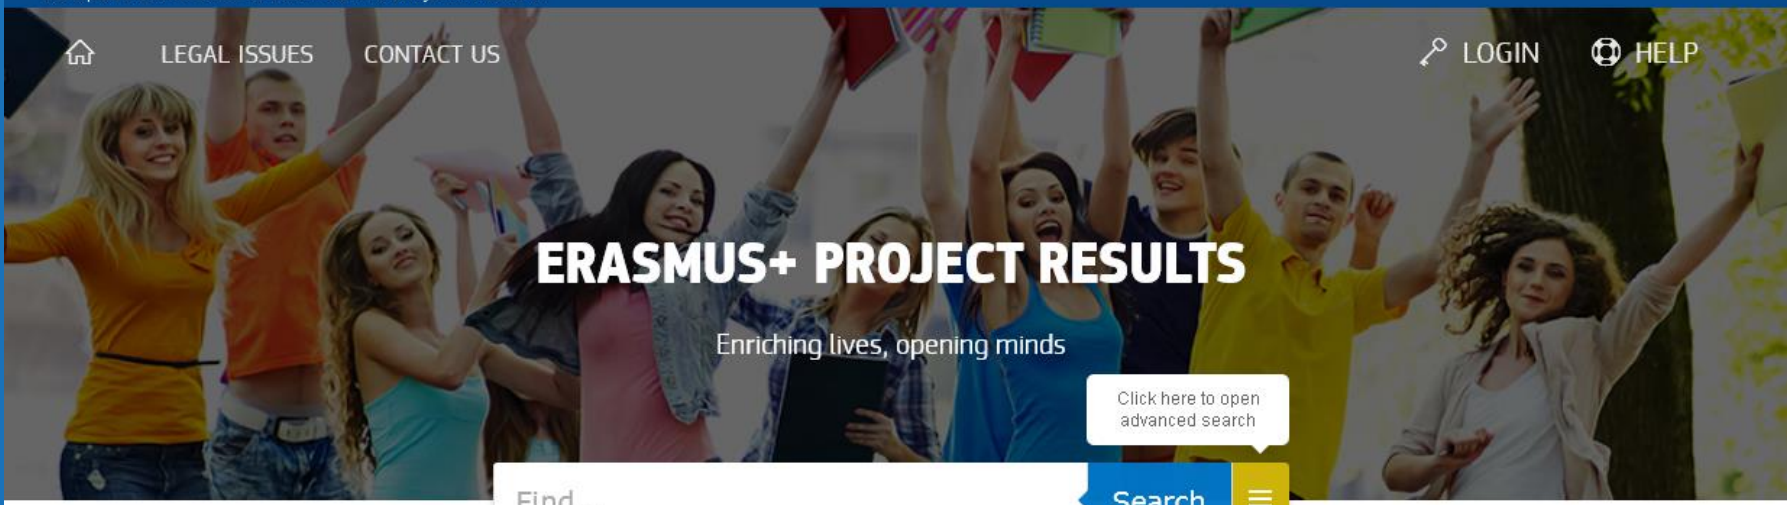 LEGAL ISSUES
CONTACT US
LOGIN
HELP
ERASMUS+ PROJECT RESULTS
Enriching lives, opening minds
Click here to open
advanced search
Find
Search